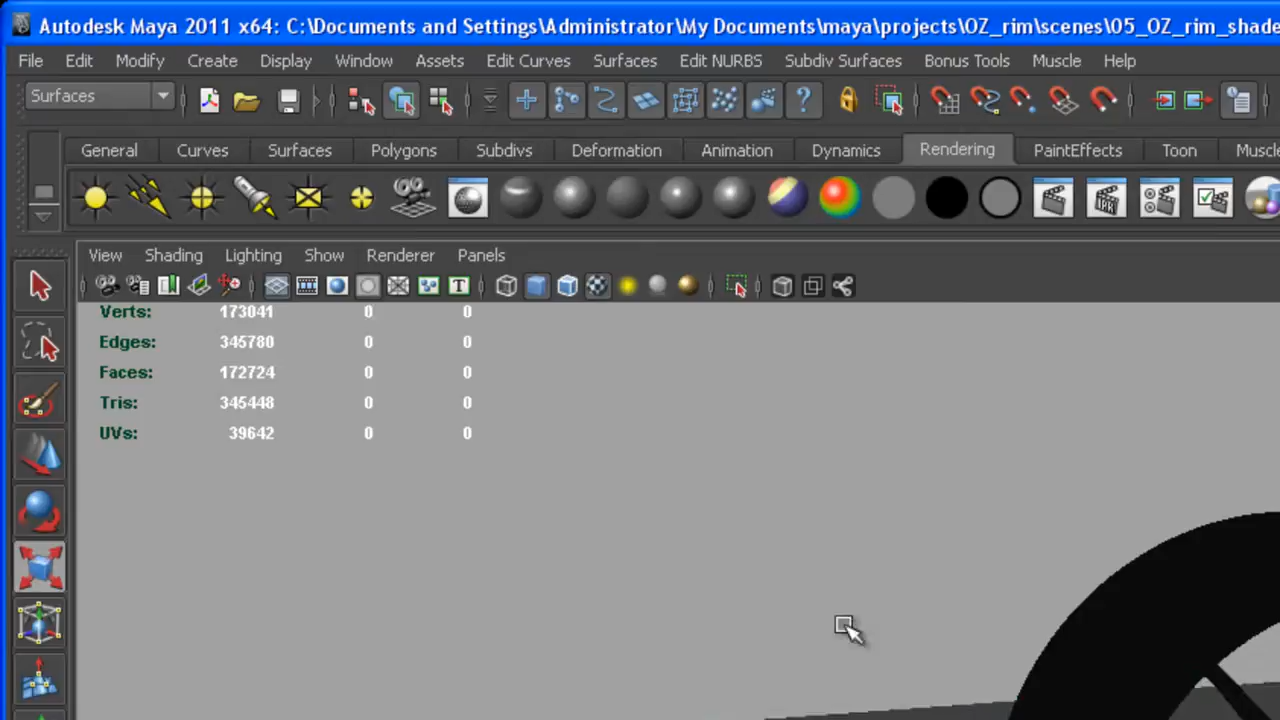 Autodesk Maya 2011 x64: C:\Documents and Settings\Administrator\My Documents\maya\projects\OZ_rim\scenes\05_OZ_rim_shade
File Edit Modify Create Display Window Assets Edit Curves Surfaces Edit NURBS Subdiv Surfaces Bonus Tools Muscle Help
Surfaces
General Curves Surfaces Polygons Subdivs Deformation Animation Dynamics Rendering PaintEffects Toon Muscle
IPR
View Shading Lighting Show Renderer Panels
T
Verts: 173041 0 0
Edges: 345780 0 0
Faces: 172724 0 0
Tris: 345448 0 0
UVs: 39642 0 0